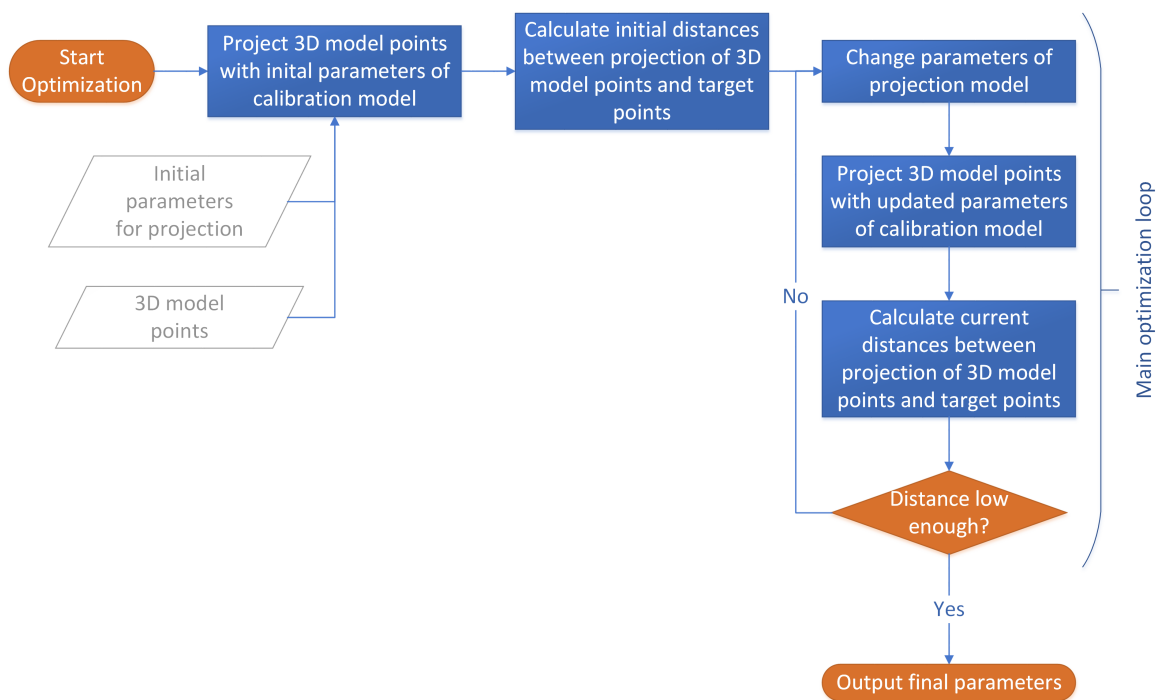 Start
Optimization
Project 3D model points
with inital parameters of
calibration model
Calculate initial distances
between projection of 3D
model points and target
points
Change parameters of
projection model
Initial
parameters
for projection
3D model
points
Project 3D model points
with updated parameters
of calibration model
No
Calculate current
distances between
projection of 3D model
points and target points
Distance low
enough?
Yes
Output final parameters
Main optimization loop